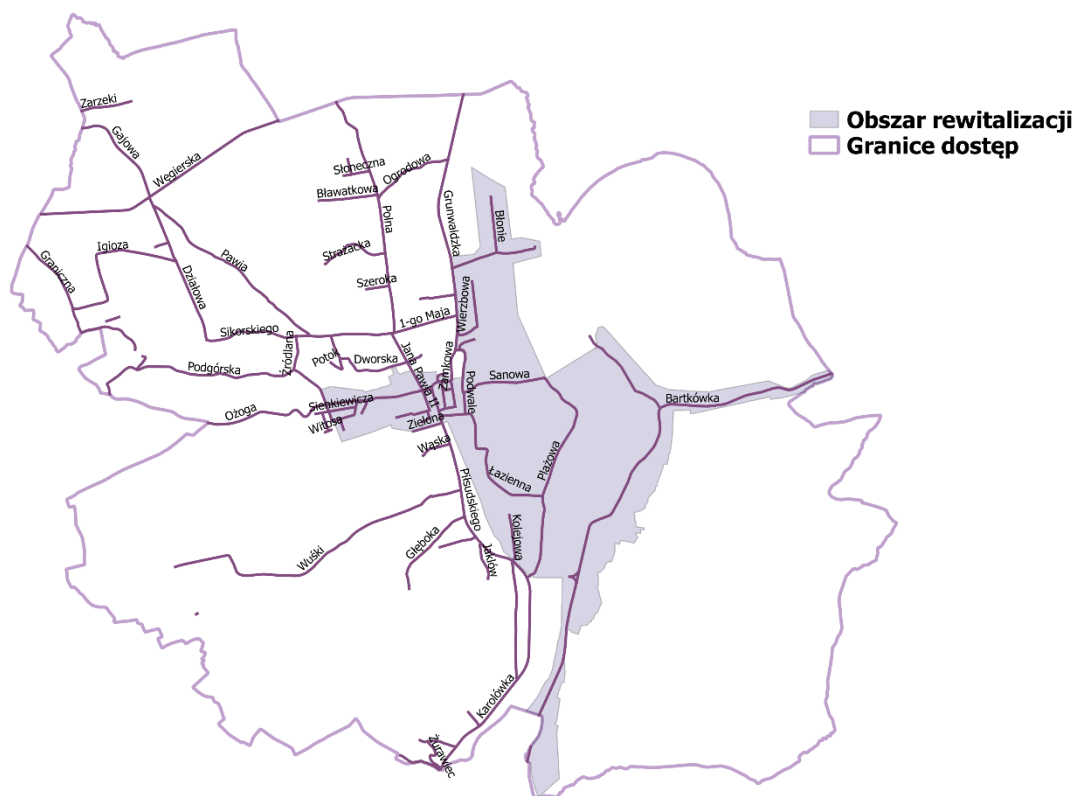 Zarzeki
Gajowa
Węgierska
Słoneczna
Ogrodowa
Bławatkowa
Polna
Grunwaldzka
Błonie
Obszar rewitalizacji
Granice dostęp
Graniczna
Igioza
Pawia
Strażacka
Działowa
Szeroka
Wierzbowa
1-go Maja
Sikorskiego
Źródlana
Potok
Dworska
Jana Pawła II
Zamkowa
Podgórska
Podwale
Sanowa
Bartkówka
Ożoga
Sienkiewicza
Witosa
Zielona
Wąska
Plażowa
Łazienna
Piłsudskiego
Kolejowa
Wuśki
Głęboka
Jaklów
Karolówka
Żurawiec